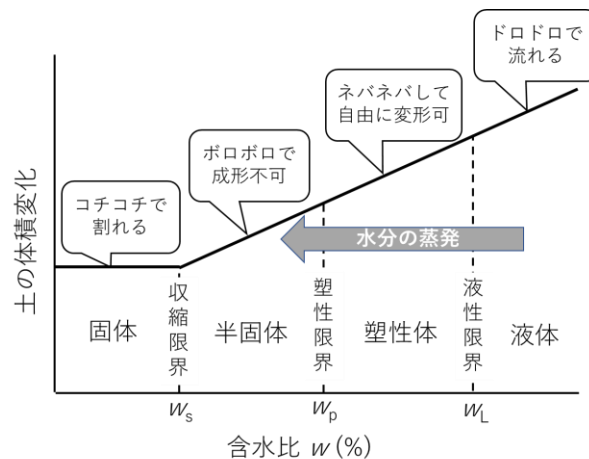 ドロドロで
流れる
ネバネバして
自由に変形可
ボロボロで
成形不可
コチコチで
割れる
土の体積変化
水分の蒸発
固体
収縮限界
半固体
塑性限界
塑性体
液性限界
液体
ws
wp
wL
含水比 w (%)